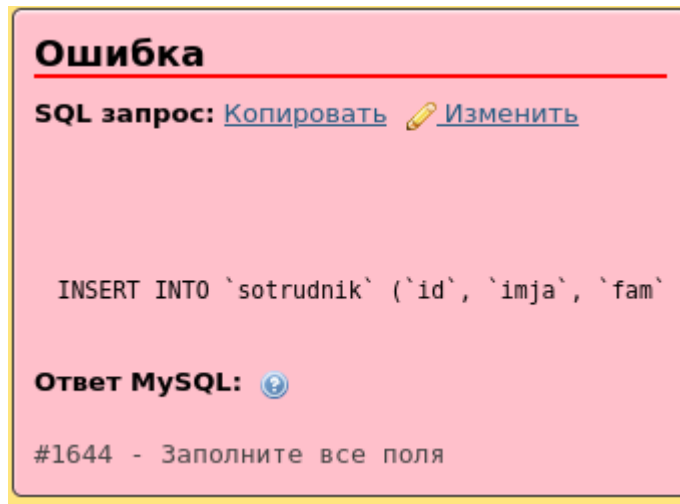 Ошибка
SQL запрос: Копировать Изменить
INSERT INTO `sotrudnik` (`id`, `imja`, `fam`
Ответ MySQL:
#1644 - Заполните все поля